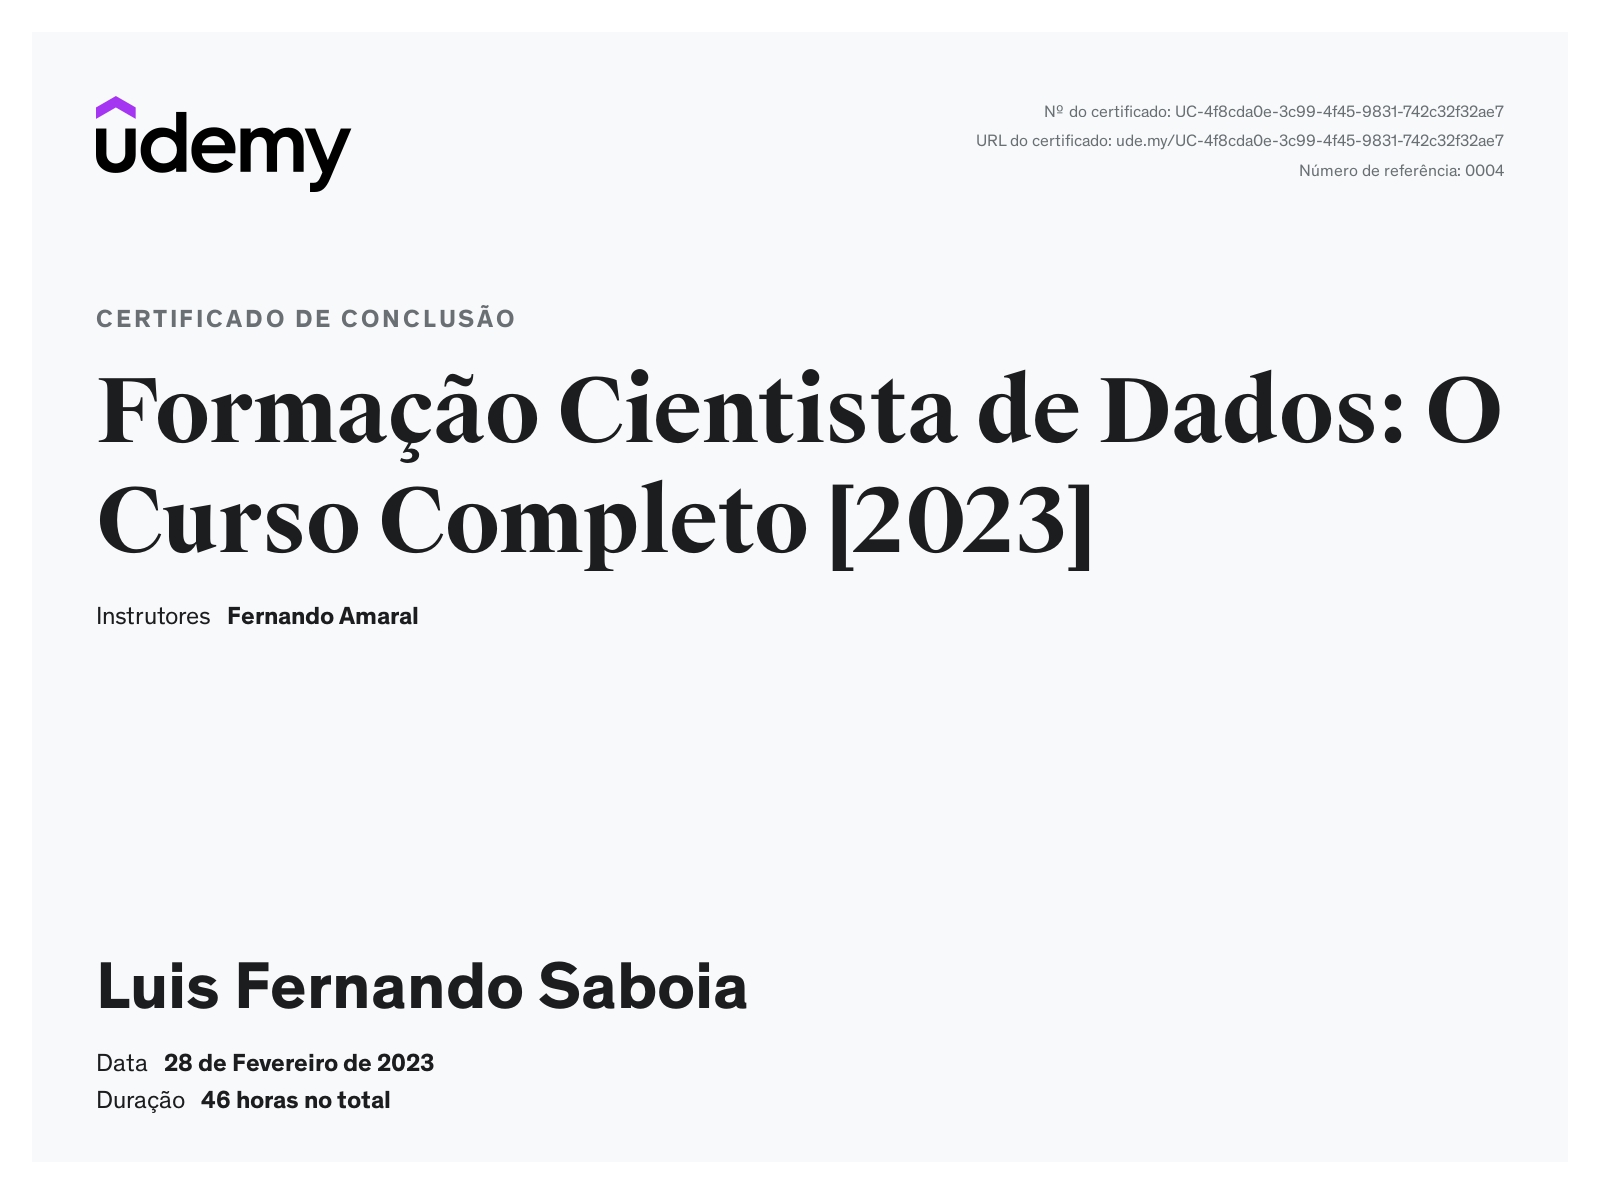 udemy
Nº do certificado: UC-4f8cda0e-3c99-4f45-9831-742c32f32ae7
URL do certificado: ude.my/UC-4f8cda0e-3c99-4f45-9831-742c32f32ae7
Número de referência: 0004
CERTIFICADO DE CONCLUSÃO
Formação Cientista de Dados: O
Curso Completo [2023]
Instrutores Fernando Amaral
Luis Fernando Saboia
Data 28 de Fevereiro de 2023
Duração 46 horas no total